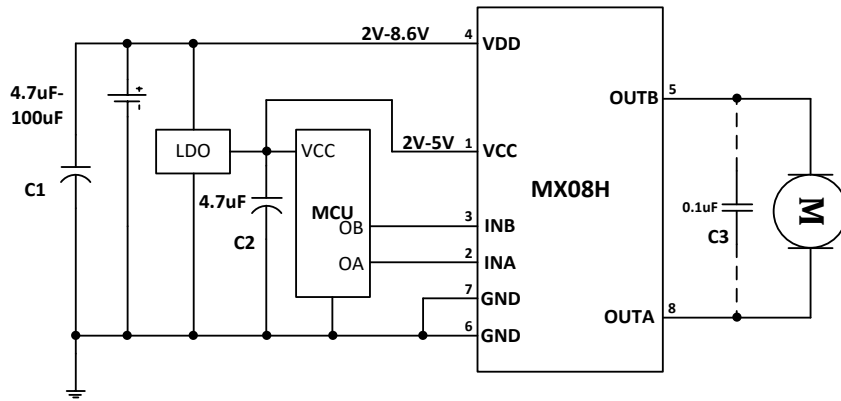 2V-8.6V
4
VDD
4.7uF-
100uF
+
-
OUTB
5
LDO
VCC
2V-5V
1
VCC
MX08H
C1
4.7uF
C2
MCU
OB
3
INB
OA
2
INA
0.1uF
C3
M
7
GND
6
GND
OUTA
8